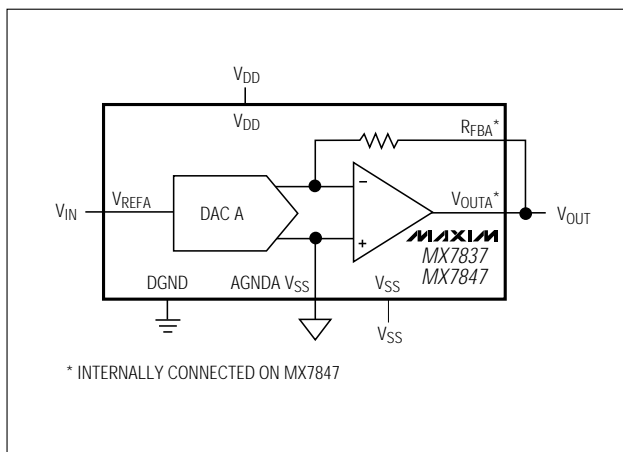 VDD
VDD
RFBA*
VIN
VREFA
DAC A
−
+
VOUTA*
VOUT
MAXIM
MX7837
MX7847
DGND
AGNDA VSS
VSS
VSS
* INTERNALLY CONNECTED ON MX7847